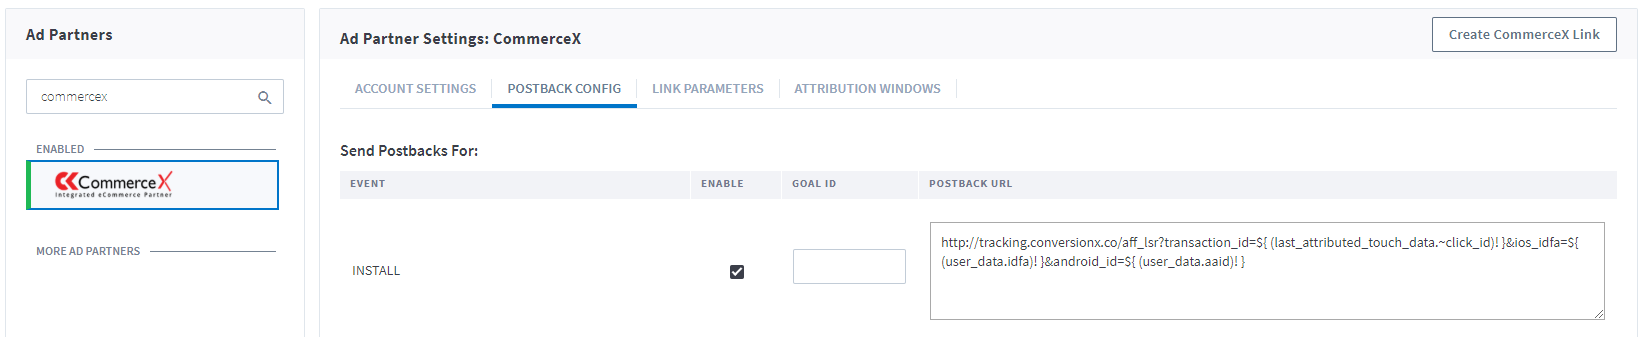 Ad Partners
commercex
ENABLED
CommerceX
Integrated eCommerce Partner
MORE AD PARTNERS
Ad Partner Settings: CommerceX
Create CommerceX Link
ACCOUNT SETTINGS
POSTBACK CONFIG
LINK PARAMETERS
ATTRIBUTION WINDOWS
Send Postbacks For:
EVENT ENABLE GOAL ID POSTBACK URL
INSTALL
http://tracking.conversionx.co/aff_lsr?transaction_id=${ (last_attributed_touch_data.~click_id)! }&ios_idfa=${
(user_data.idfa)! }&android_id=${ (user_data.aaid)! }